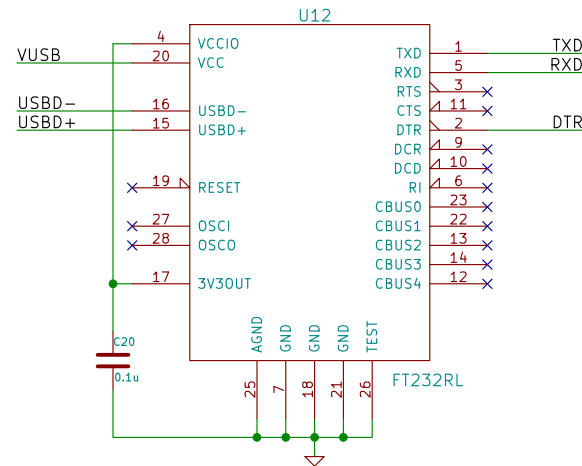 U12
4 VCCIO TXD 1 TXD
VUSB 20 VCC RXD 5 RXD
RTS 3
USBD- 16 USBD- CTS 11
USBD+ 15 USBD+ DTR 2 DTR
DCR 9
DCD 10
19 RESET RI 6
CBUS0 23
27 OSCI CBUS1 22
28 OSCO CBUS2 13
CBUS3 14
17 3V3OUT CBUS4 12
AGND GND GND GND TEST
C20
0.1u
25 7 18 21 26
FT232RL